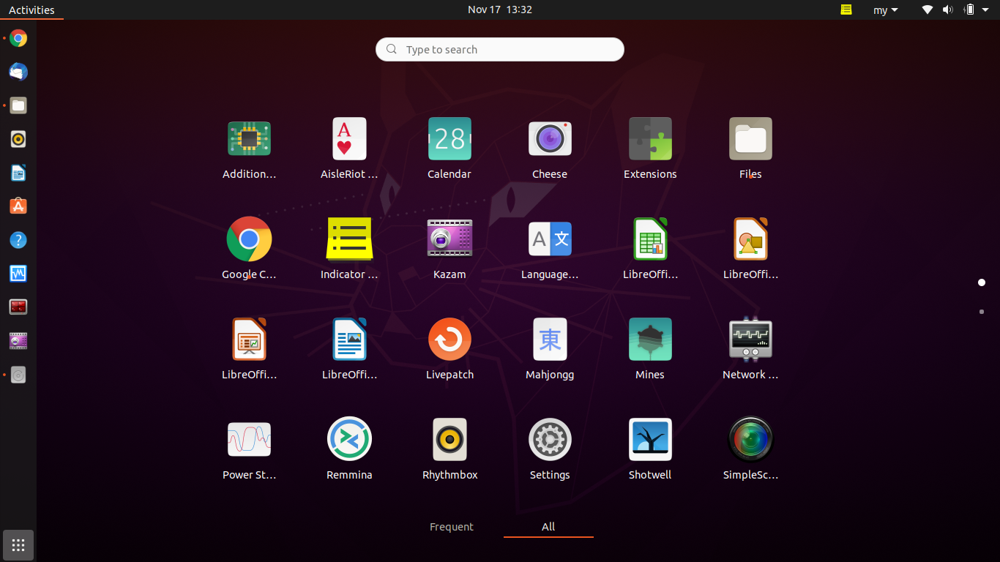 Activities
Nov 17 13:32
my
Type to search
Addition...
AisleRiot ...
28
Calendar
Cheese
Extensions
Files
Google C...
Indicator ...
Kazam
A 文
Language...
LibreOffi...
LibreOffi...
LibreOffi...
LibreOffi...
Livepatch
東
Mahjongg
Mines
Network ...
Power St...
Remmina
Rhythmbox
Settings
Shotwell
SimpleSc...
Frequent
All